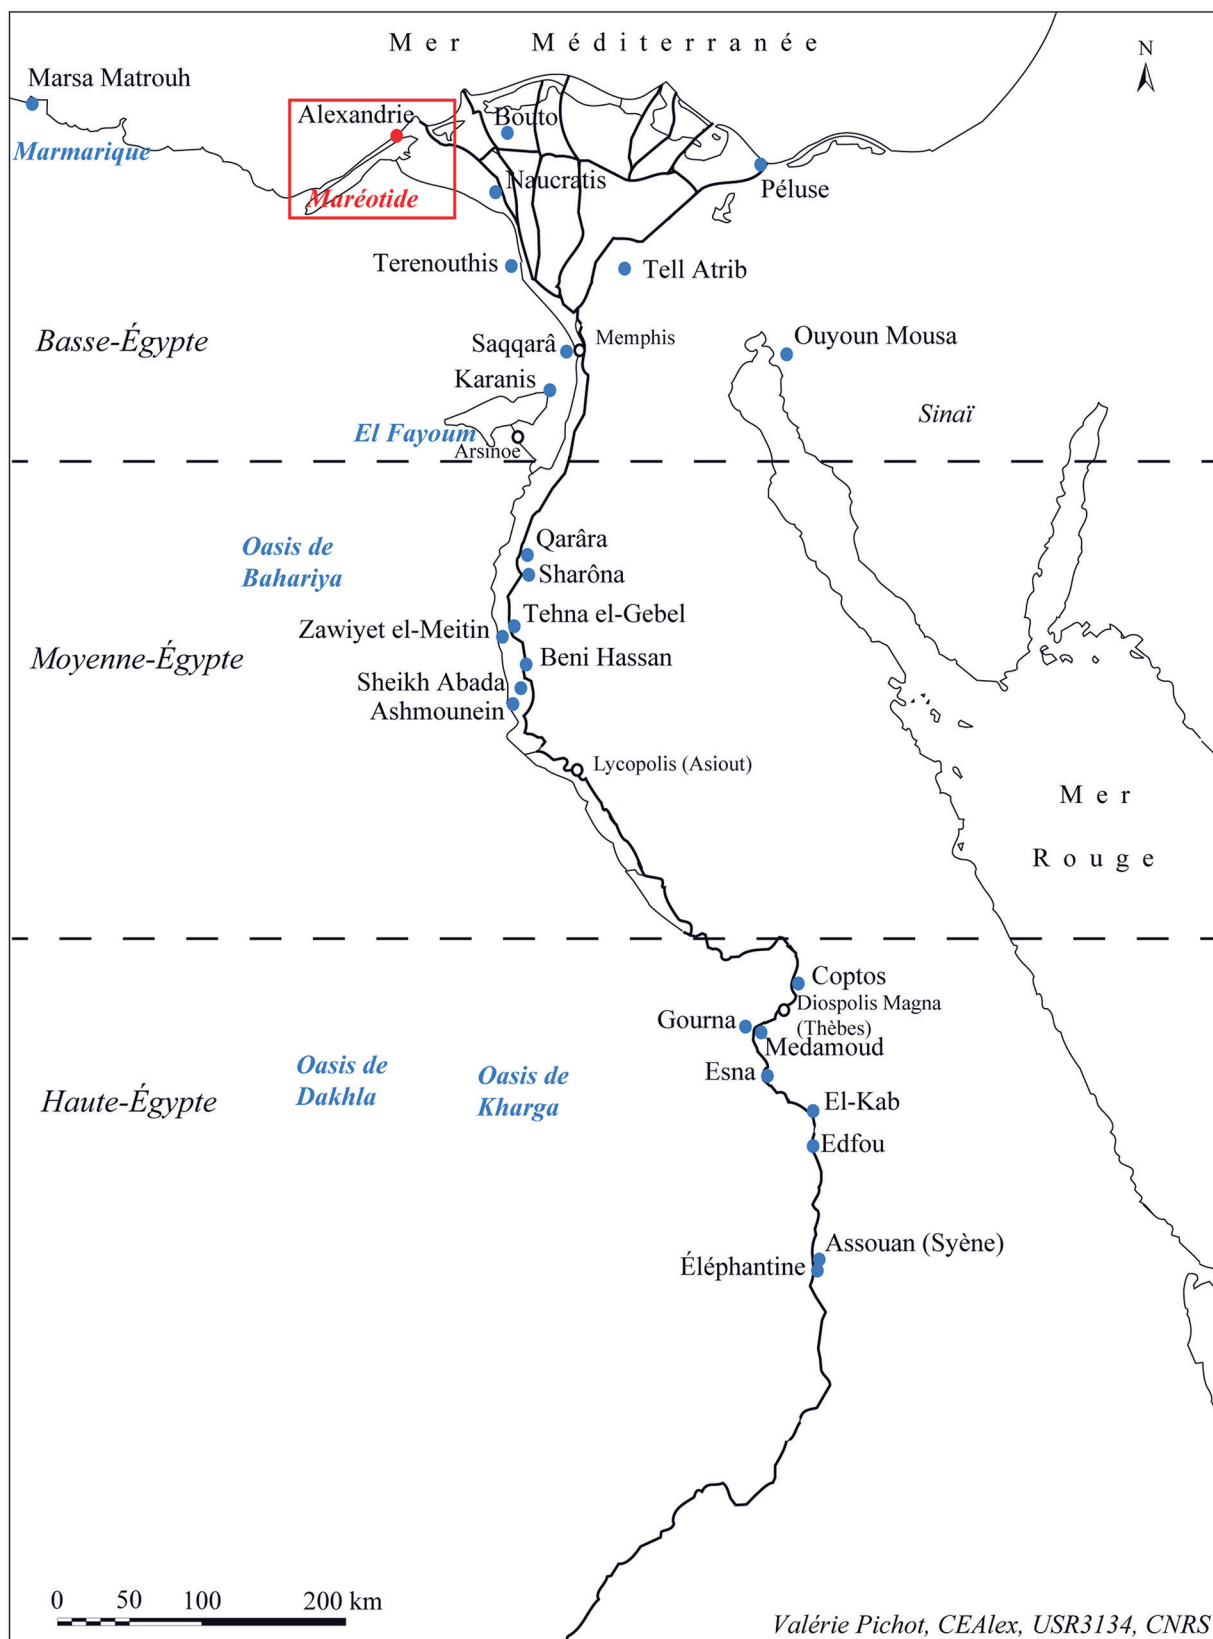 Mer Méditerranée
N
Marsa Matrouh
Alexandrie
Bouto
Marmarique
Naucratis
Péluse
Maréotide
Terenouthis
Tell Atrib
Basse-Égypte
Saqqarâ
Memphis
Ouyoun Mousa
Karanis
Sinaï
El Fayoum
Arsinoe
Qarâra
Oasis de
Bahariya
Sharôna
Tehna el-Gebel
Zawiyet el-Meitin
Moyenne-Égypte
Beni Hassan
Sheikh Abada
Ashmounein
Lycopolis (Asiout)
Mer
Rouge
Coptos
Diospolis Magna
(Thèbes)
Gourna
Medamoud
Oasis de
Dakhla
Oasis de
Kharga
Esna
Haute-Égypte
El-Kab
Edfou
Assouan (Syène)
Éléphantine
0 50 100 200 km
Valérie Pichot, CEAlex, USR3134, CNRS